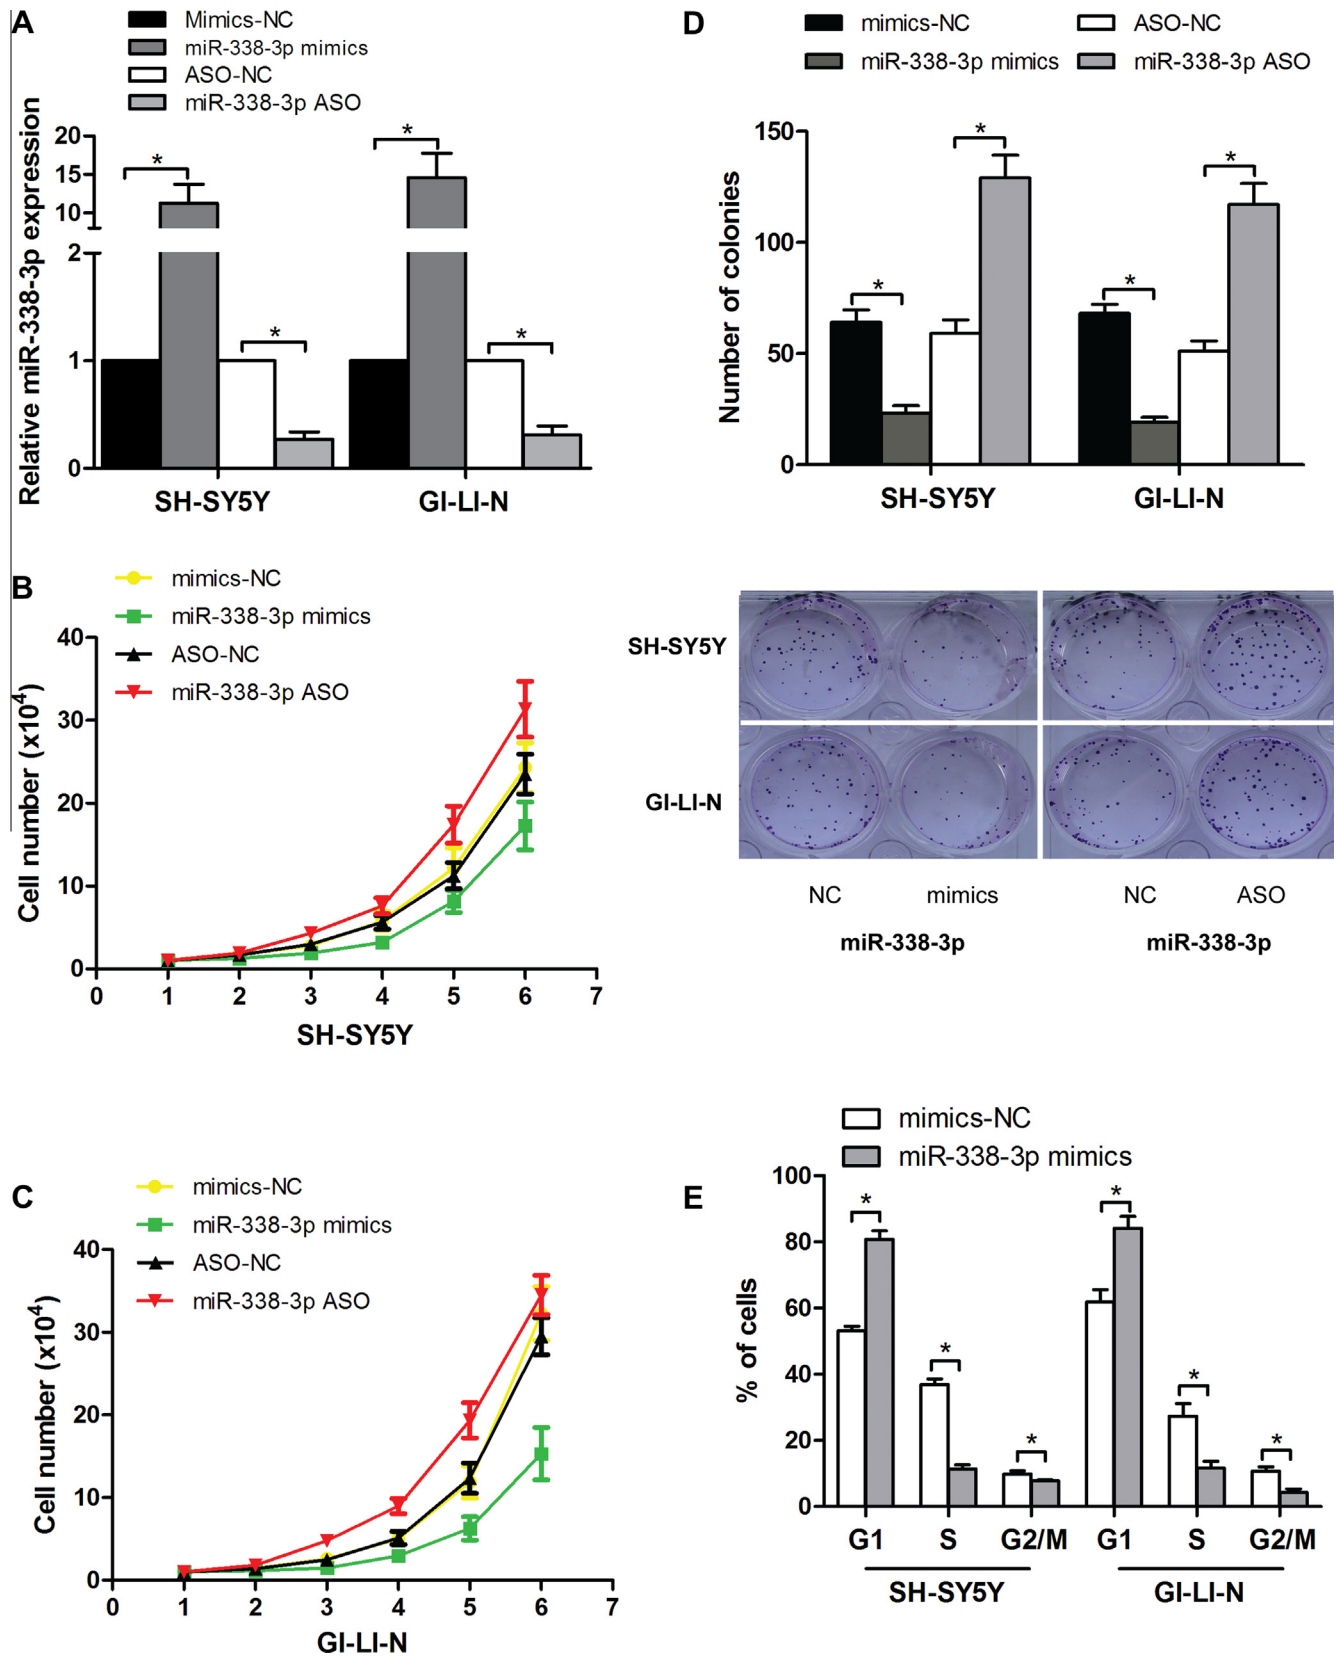 A
Mimics-NC
miR-338-3p mimics
ASO-NC
miR-338-3p ASO
Relative miR-338-3p expression
20
15
10
2
1
0
*
*
*
*
SH-SY5Y
GI-LI-N
B
mimics-NC
miR-338-3p mimics
ASO-NC
miR-338-3p ASO
Cell number (x10⁴)
40
30
20
10
0
0 1 2 3 4 5 6 7
SH-SY5Y
C
mimics-NC
miR-338-3p mimics
ASO-NC
miR-338-3p ASO
Cell number (x10⁴)
40
30
20
10
0
0 1 2 3 4 5 6 7
GI-LI-N
D
mimics-NC
miR-338-3p mimics
ASO-NC
miR-338-3p ASO
Number of colonies
150
100
50
0
*
*
*
*
SH-SY5Y
GI-LI-N
SH-SY5Y
GI-LI-N
NC mimics NC ASO
miR-338-3p miR-338-3p
E
mimics-NC
miR-338-3p mimics
% of cells
100
80
60
40
20
0
*
*
*
*
*
*
G1 S G2/M G1 S G2/M
SH-SY5Y GI-LI-N